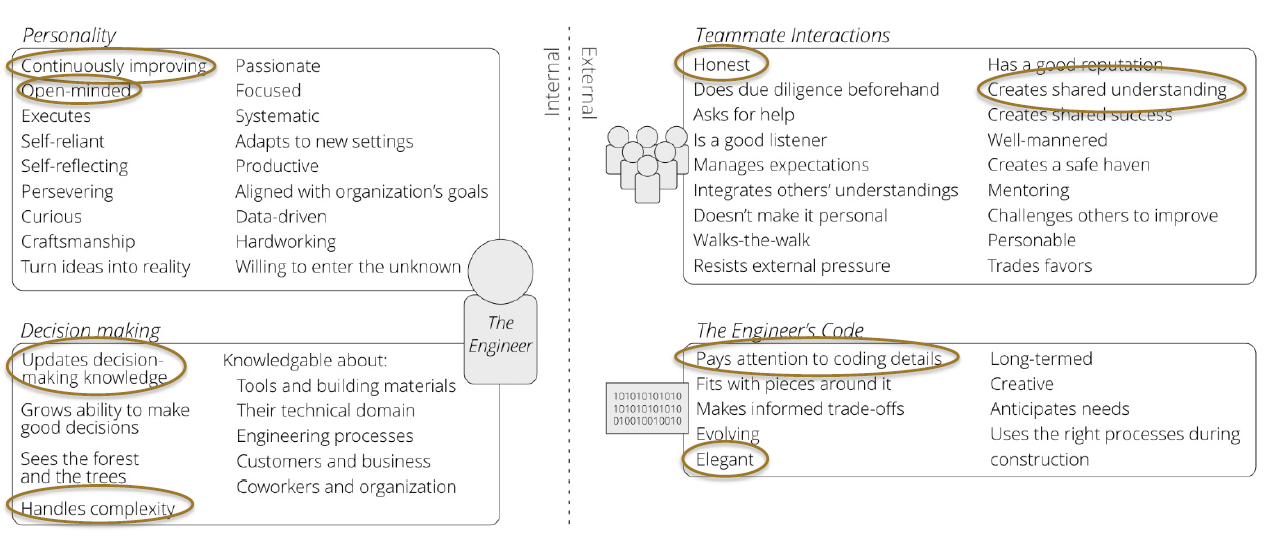 Personality
Continuously improving
Open-minded
Executes
Self-reliant
Self-reflecting
Persevering
Curious
Craftsmanship
Turn ideas into reality
Passionate
Focused
Systematic
Adapts to new settings
Productive
Aligned with organization's goals
Data-driven
Hardworking
Willing to enter the unknown
Decision making
Updates decision-
making knowledge
Grows ability to make
good decisions
Sees the forest
and the trees
Handles complexity
Knowledgable about:
Tools and building materials
Their technical domain
Engineering processes
Customers and business
Coworkers and organization
The
Engineer
Internal
External
Teammate Interactions
Honest
Does due diligence beforehand
Asks for help
Is a good listener
Manages expectations
Integrates others' understandings
Doesn't make it personal
Walks-the-walk
Resists external pressure
Has a good reputation
Creates shared understanding
Creates shared success
Well-mannered
Creates a safe haven
Mentoring
Challenges others to improve
Personable
Trades favors
The Engineer's Code
101010101010
101010101010
010010010010
Pays attention to coding details
Fits with pieces around it
Makes informed trade-offs
Evolving
Elegant
Long-termed
Creative
Anticipates needs
Uses the right processes during
construction